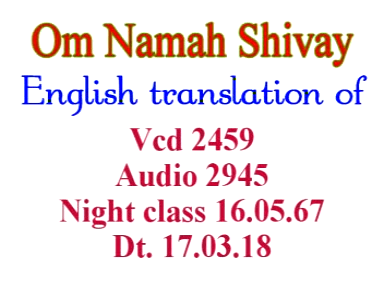 Om Namah Shivay
English translation of
Vcd 2459
Audio 2945
Night class 16.05.67
Dt. 17.03.18